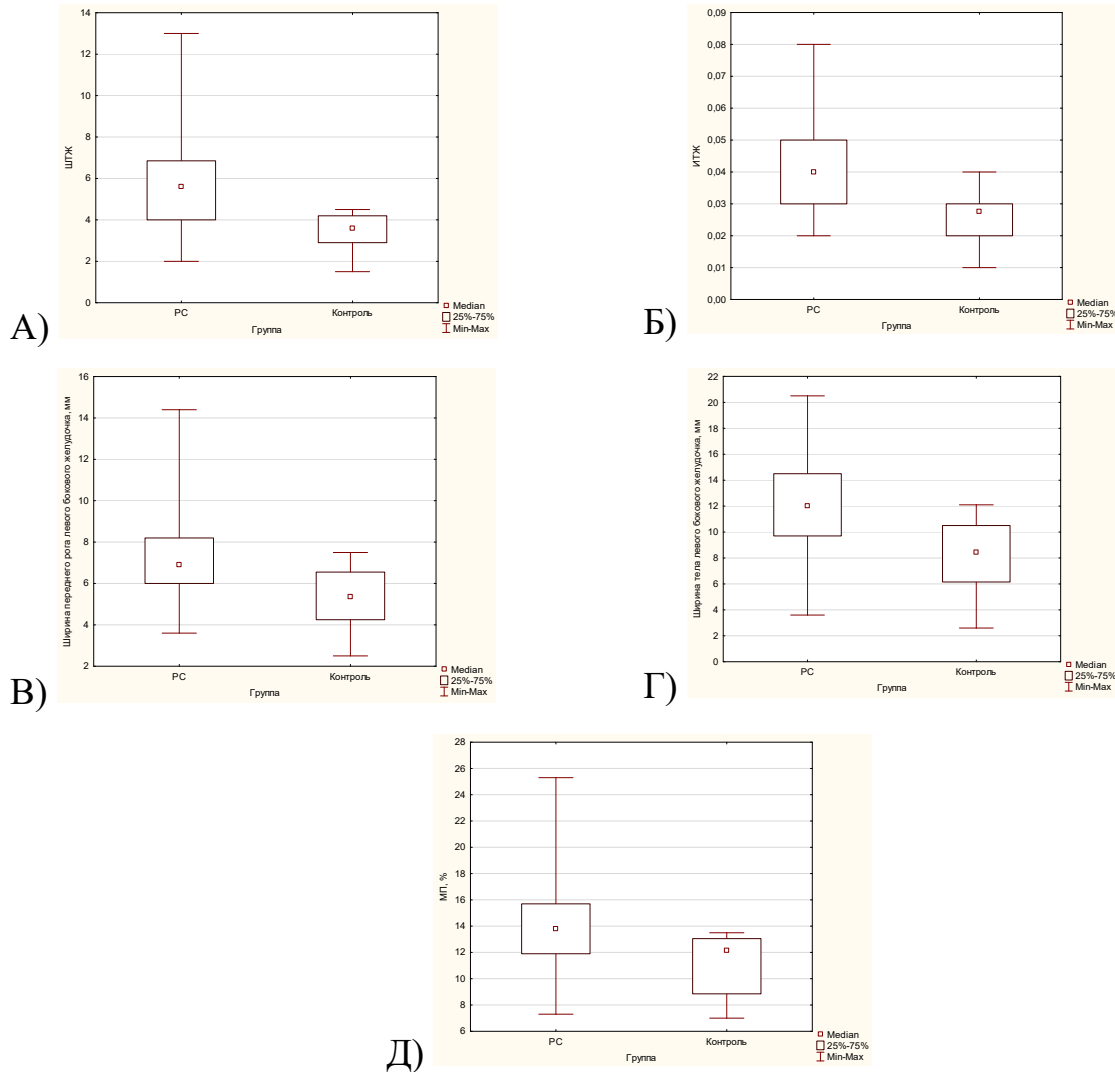 14
12
10
8
6
4
2
0
ШТЖ
РС
Контроль
Группа
Median
25%-75%
Min-Max
А)
0,09
0,08
0,07
0,06
0,05
0,04
0,03
0,02
0,01
0,00
ИТЖ
РС
Контроль
Группа
Median
25%-75%
Min-Max
Б)
16
14
12
10
8
6
4
2
Ширина переднего рога левого бокового желудочка, мм
РС
Контроль
Группа
Median
25%-75%
Min-Max
В)
22
20
18
16
14
12
10
8
6
4
2
0
Ширина тела левого бокового желудочка, мм
РС
Контроль
Группа
Median
25%-75%
Min-Max
Г)
28
26
24
22
20
18
16
14
12
10
8
6
МП, %
РС
Контроль
Группа
Median
25%-75%
Min-Max
Д)